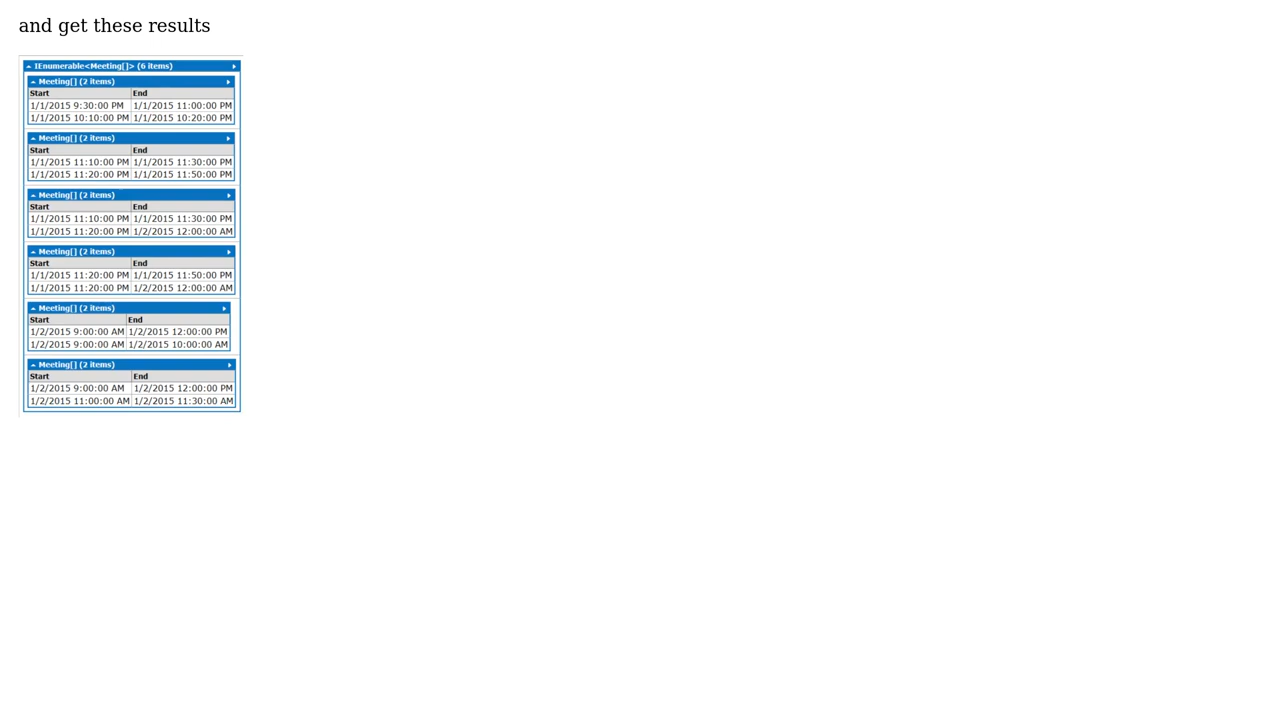 and get these results
IEnumerable<Meeting[]> (6 items)
Meeting[] (2 items)
Start End
1/1/2015 9:30:00 PM 1/1/2015 11:00:00 PM
1/1/2015 10:10:00 PM 1/1/2015 10:20:00 PM
Meeting[] (2 items)
Start End
1/1/2015 11:10:00 PM 1/1/2015 11:30:00 PM
1/1/2015 11:20:00 PM 1/1/2015 11:50:00 PM
Meeting[] (2 items)
Start End
1/1/2015 11:10:00 PM 1/1/2015 11:30:00 PM
1/1/2015 11:20:00 PM 1/2/2015 12:00:00 AM
Meeting[] (2 items)
Start End
1/1/2015 11:20:00 PM 1/1/2015 11:50:00 PM
1/1/2015 11:20:00 PM 1/2/2015 12:00:00 AM
Meeting[] (2 items)
Start End
1/2/2015 9:00:00 AM 1/2/2015 12:00:00 PM
1/2/2015 9:00:00 AM 1/2/2015 10:00:00 AM
Meeting[] (2 items)
Start End
1/2/2015 9:00:00 AM 1/2/2015 12:00:00 PM
1/2/2015 11:00:00 AM 1/2/2015 11:30:00 AM